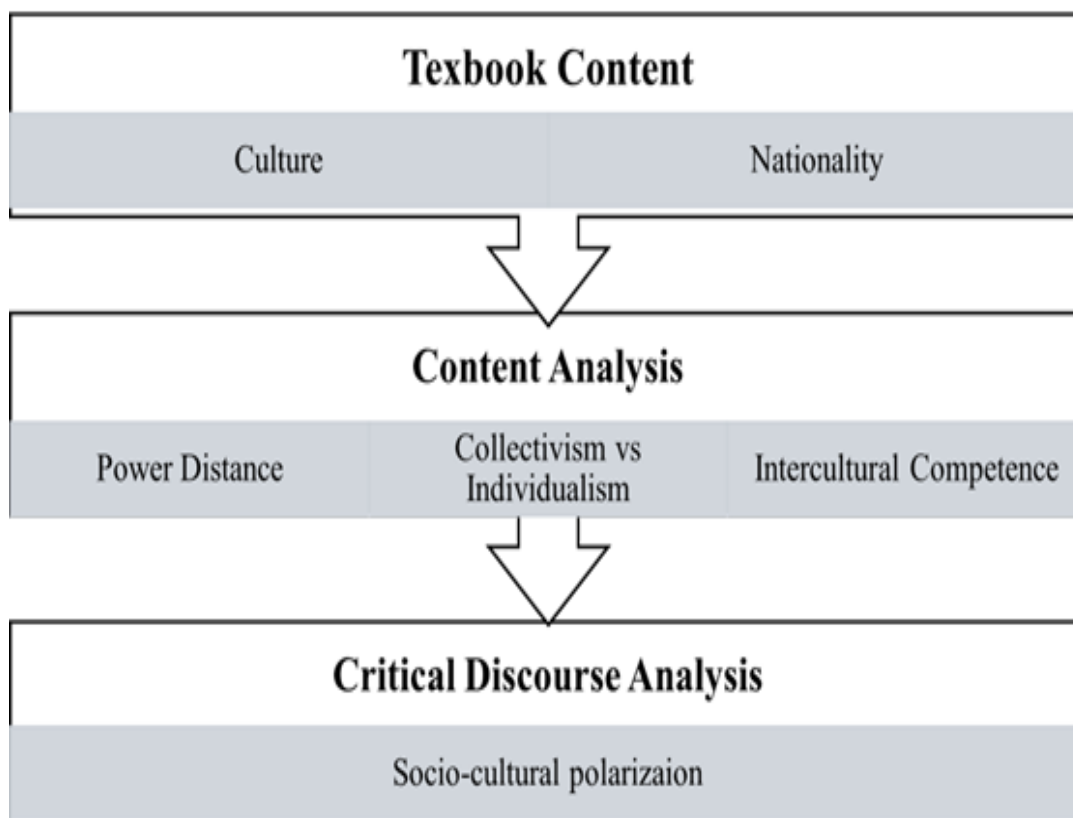 Texbook Content
Culture
Nationality
Content Analysis
Power Distance
Collectivism vs
Individualism
Intercultural Competence
Critical Discourse Analysis
Socio-cultural polarizaion